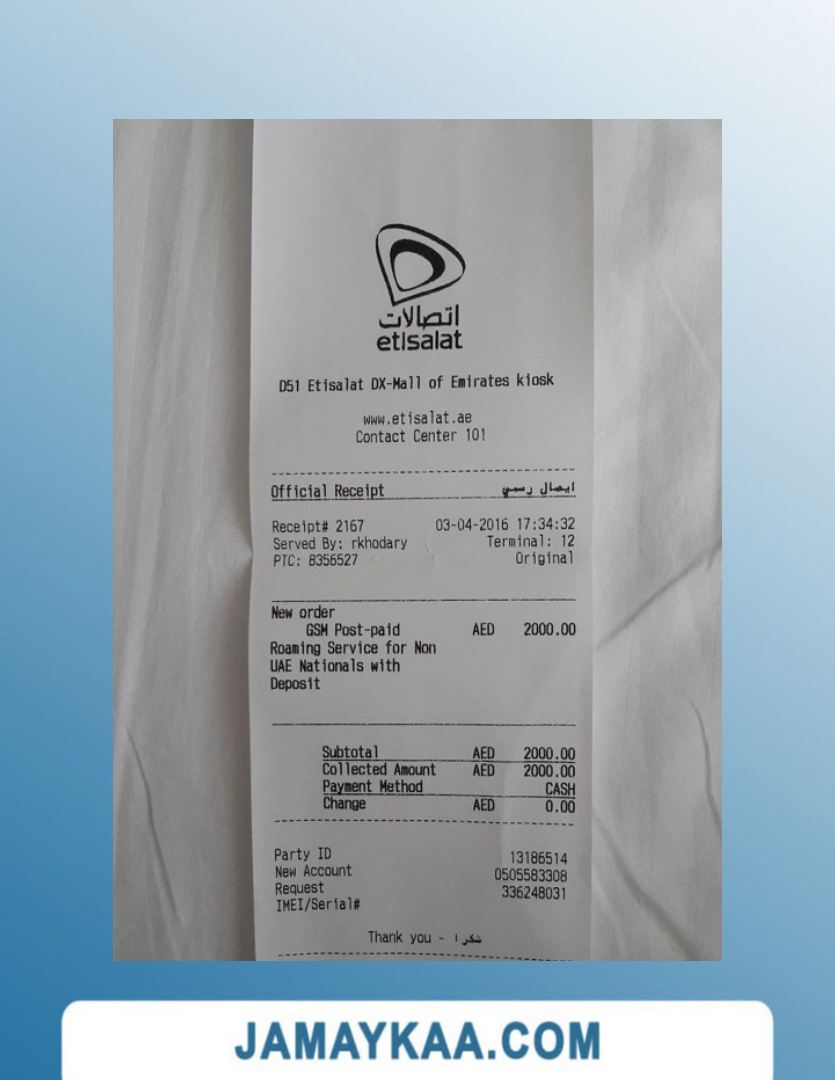 اتصالات
etisalat
D51 Etisalat DX-Mall of Emirates kiosk
www.etisalat.ae
Contact Center 101
Official Receipt ايصال رسمي
Receipt# 2167 03-04-2016 17:34:32
Served By: rkhodary Terminal: 12
PTC: 8356527 Original
New order
GSM Post-paid AED 2000.00
Roaming Service for Non
UAE Nationals with
Deposit
Subtotal AED 2000.00
Collected Amount AED 2000.00
Payment Method CASH
Change AED 0.00
Party ID 13186514
New Account 0505583308
Request 336248031
IMEI/Serial#
Thank you - شكرا
JAMAYKAA.COM